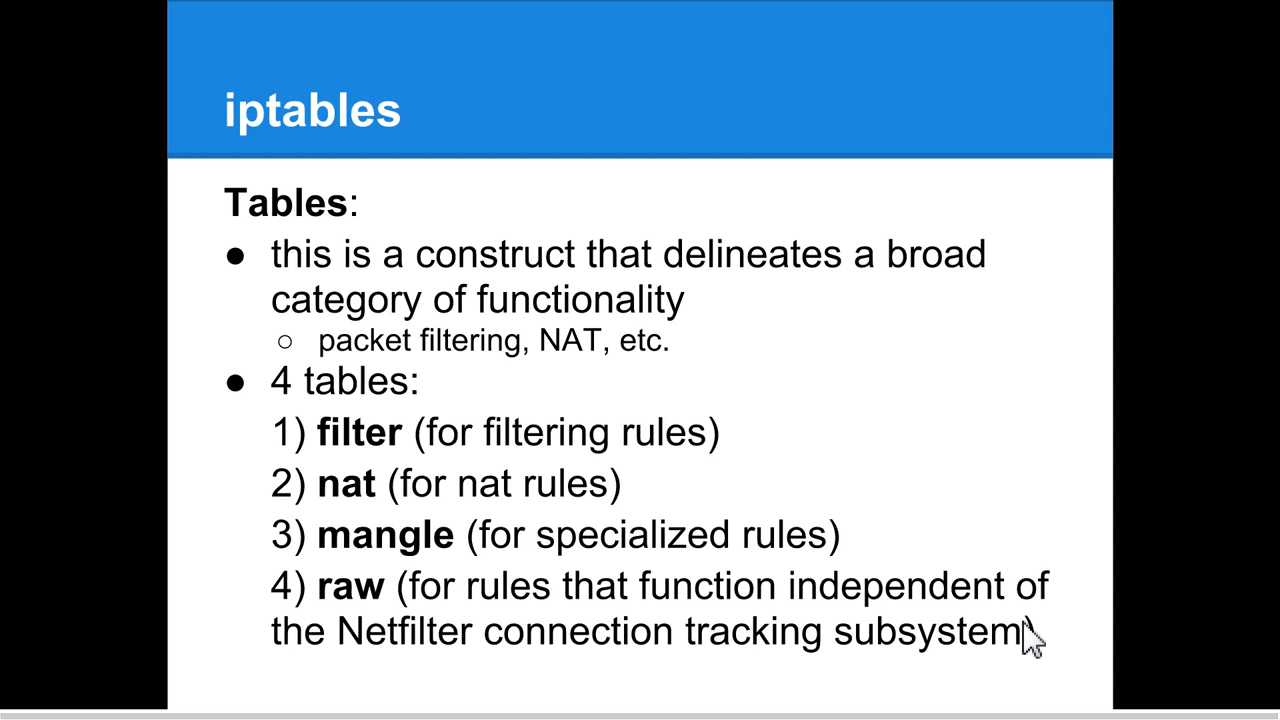 iptables
Tables:
● this is a construct that delineates a broad
category of functionality
○ packet filtering, NAT, etc.
● 4 tables:
1) filter (for filtering rules)
2) nat (for nat rules)
3) mangle (for specialized rules)
4) raw (for rules that function independent of
the Netfilter connection tracking subsystem)